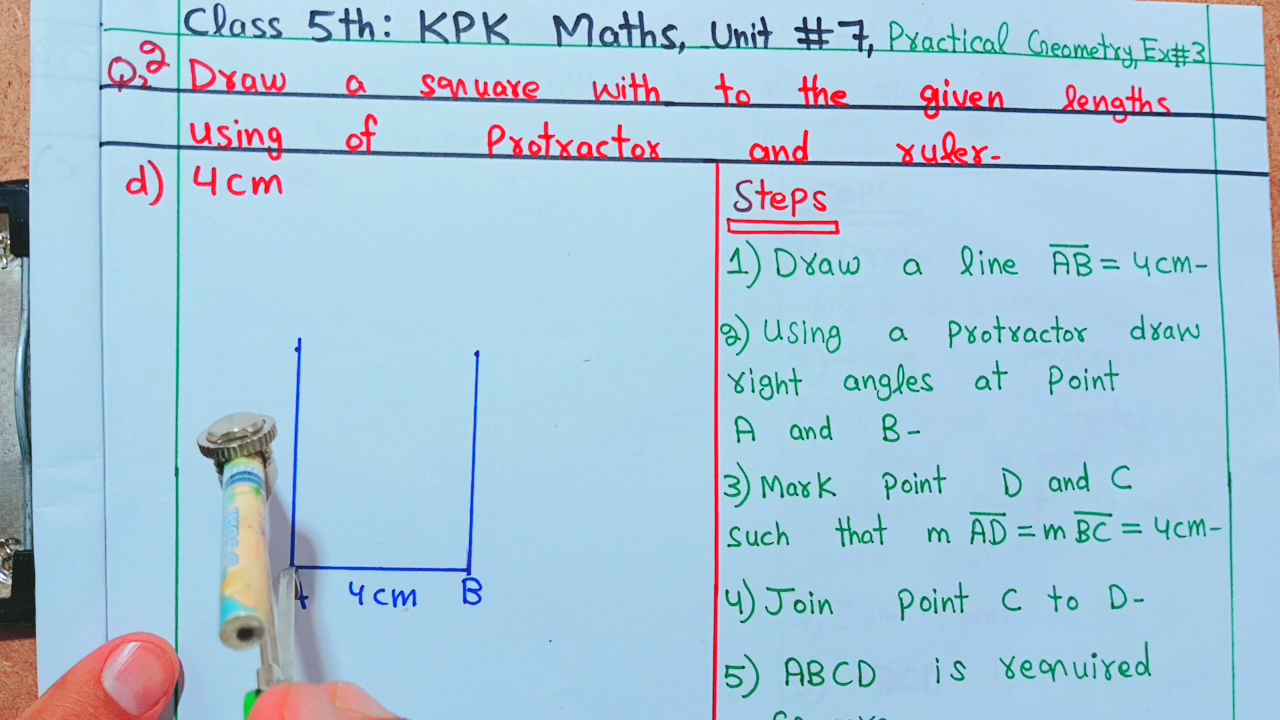 Class 5th: KPK Maths, Unit #7, Practical Geometry, Ex#3
Q2 Draw a square with to the given lengths
using of Protractor and ruler-
d) 4cm
Steps
1) Draw a line AB = 4cm-
2) Using a protractor draw
right angles at Point
A and B-
3) Mark Point D and C
such that m AD = m BC = 4cm-
4) Join Point C to D-
5) ABCD is required
4cm B